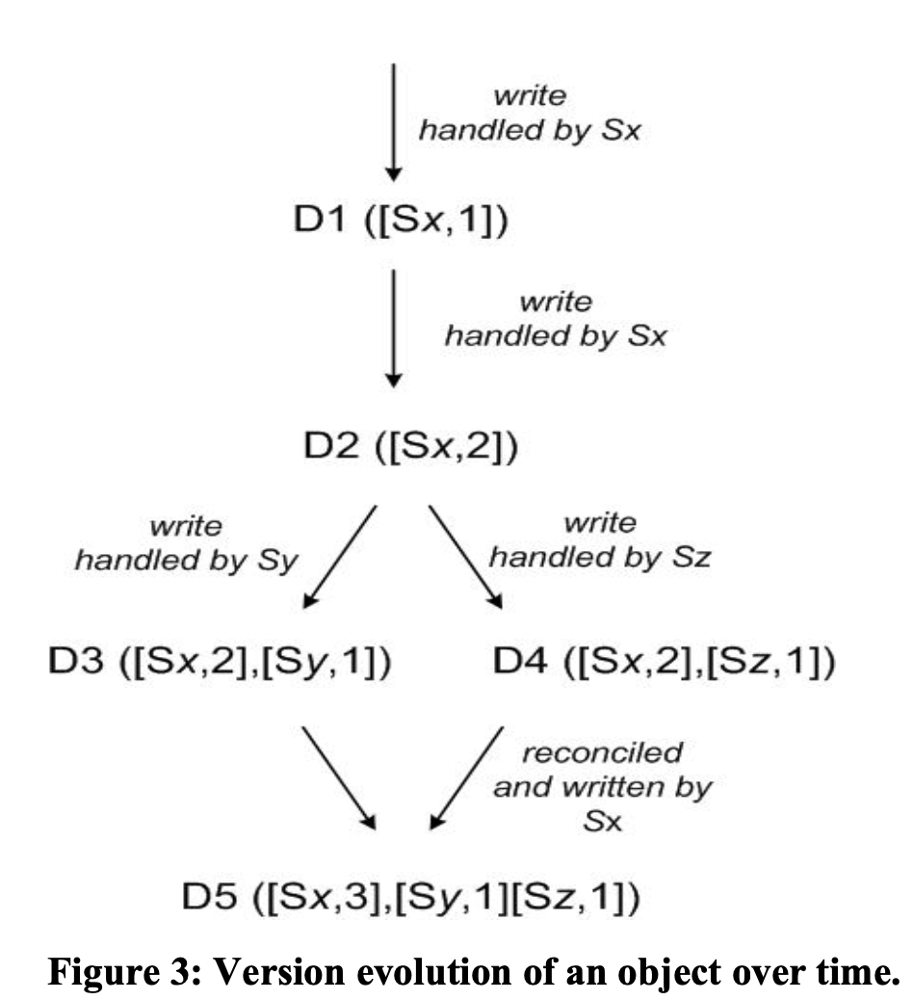 write
handled by Sx
D1 ([Sx,1])
write
handled by Sx
D2 ([Sx,2])
write
handled by Sy
write
handled by Sz
D3 ([Sx,2],[Sy,1])
D4 ([Sx,2],[Sz,1])
reconciled
and written by
Sx
D5 ([Sx,3],[Sy,1][Sz,1])
Figure 3: Version evolution of an object over time.